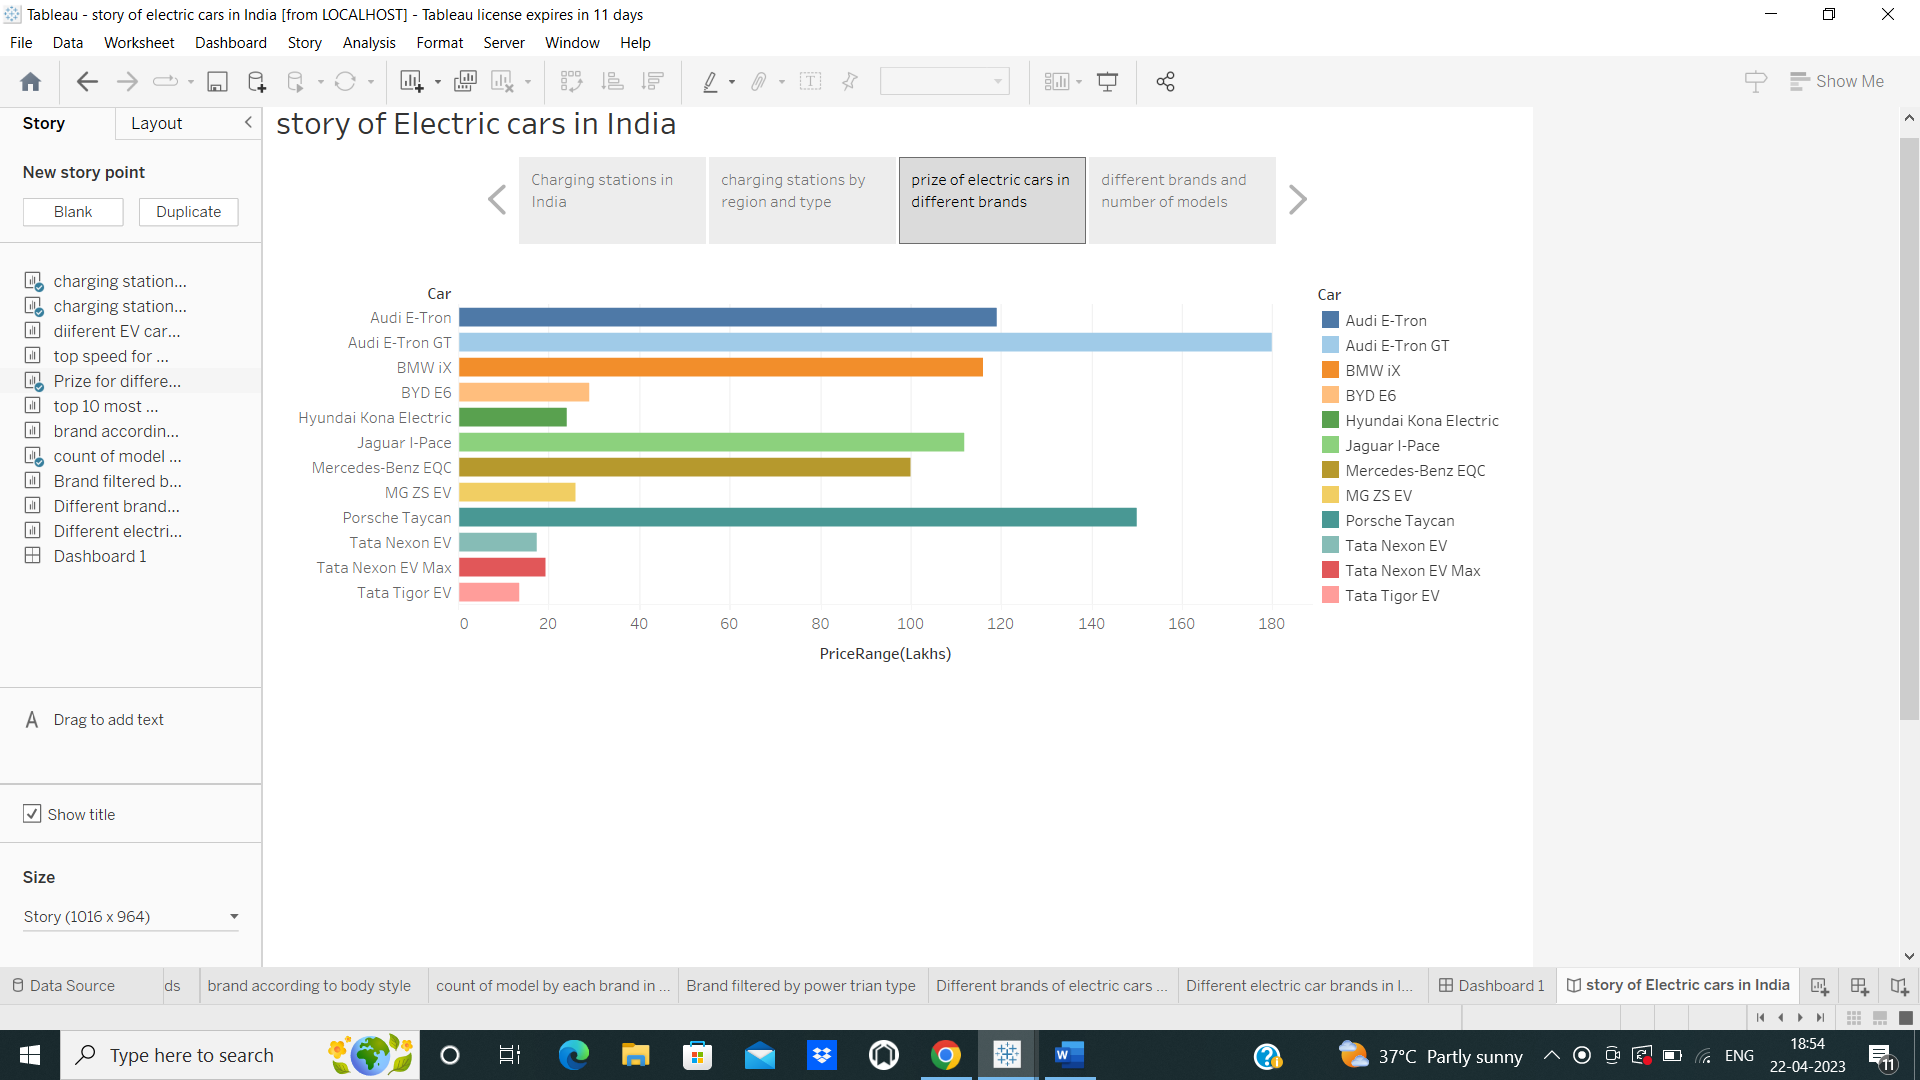 Tableau - story of electric cars in India [from LOCALHOST] - Tableau license expires in 11 days
File Data Worksheet Dashboard Story Analysis Format Server Window Help
Show Me
Story Layout
New story point
Blank Duplicate
charging station...
charging station...
diiferent EV car...
top speed for ...
Prize for differe...
top 10 most ...
brand accordin...
count of model ...
Brand filtered b...
Different brand...
Different electri...
Dashboard 1
A Drag to add text
Show title
Size
Story (1016 x 964)
story of Electric cars in India
Charging stations in
India
charging stations by
region and type
prize of electric cars in
different brands
different brands and
number of models
Car
Audi E-Tron
Audi E-Tron GT
BMW iX
BYD E6
Hyundai Kona Electric
Jaguar I-Pace
Mercedes-Benz EQC
MG ZS EV
Porsche Taycan
Tata Nexon EV
Tata Nexon EV Max
Tata Tigor EV
0 20 40 60 80 100 120 140 160 180
PriceRange(Lakhs)
Car
Audi E-Tron
Audi E-Tron GT
BMW iX
BYD E6
Hyundai Kona Electric
Jaguar I-Pace
Mercedes-Benz EQC
MG ZS EV
Porsche Taycan
Tata Nexon EV
Tata Nexon EV Max
Tata Tigor EV
Data Source ds brand according to body style count of model by each brand in ... Brand filtered by power trian type Different brands of electric cars ... Different electric car brands in I... Dashboard 1 story of Electric cars in India
Type here to search 37°C Partly sunny ENG 18:54
22-04-2023
11